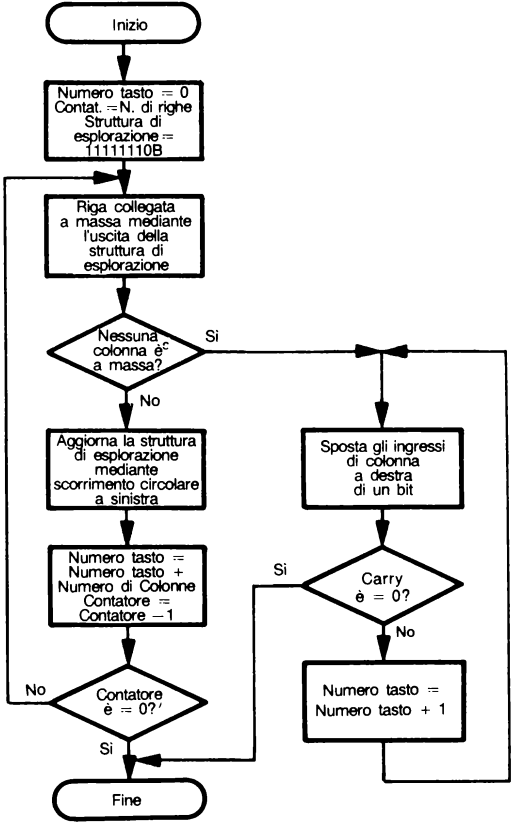 Inizio
Numero tasto = 0
Contat. = N. di righe
Struttura di
esplorazione =
11111110B
Riga collegata
a massa mediante
l'uscita della
struttura di
esplorazione
Nessuna
colonna è
a massa?
Si
No
Aggiorna la struttura
di esplorazione
mediante
scorrimento circolare
a sinistra
Numero tasto =
Numero tasto +
Numero di Colonne
Contatore =
Contatore – 1
Contatore
è = 0?
No
Si
Fine
Sposta gli ingressi
di colonna
a destra
di un bit
Carry
è = 0?
Sì
No
Numero tasto =
Numero tasto + 1